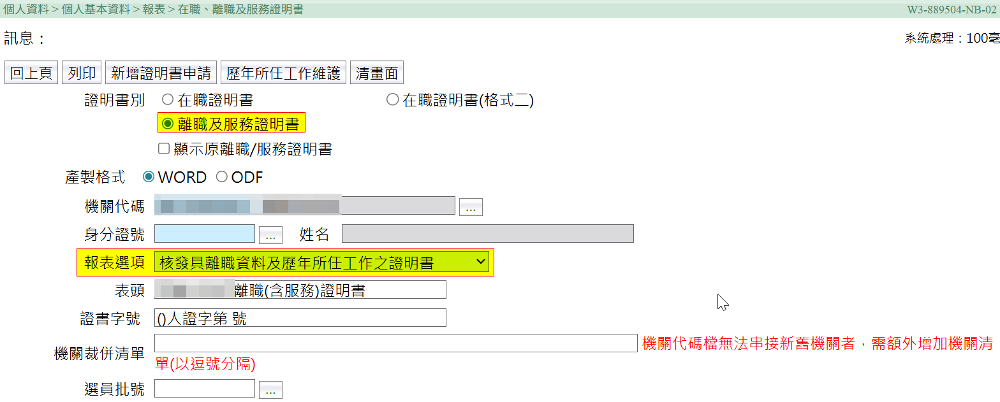 個人資料 > 個人基本資料 > 報表 > 在職、離職及服務證明書 W3-889504-NB-02
訊息： 系統處理：100毫
回上頁 列印 新增證明書申請 歷年所任工作維護 清畫面
證明書別 在職證明書 在職證明書(格式二)
離職及服務證明書
顯示原離職/服務證明書
產製格式 WORD ODF
機關代碼 ...
身分證號 ... 姓名
報表選項 核發具離職資料及歷年所任工作之證明書
表頭 離職(含服務)證明書
證書字號 ()人證字第 號
機關裁併清單 機關代碼檔無法串接新舊機關者，需額外增加機關清
單(以逗號分隔)
選員批號 ...